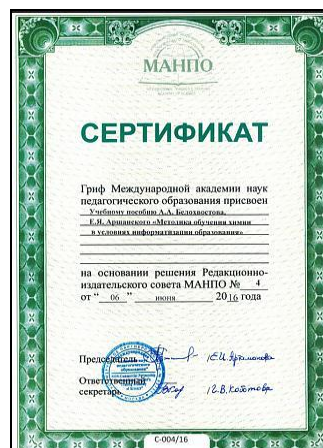 МАНПО
СЕРТИФИКАТ
Гриф Международной академии наук
педагогического образования присвоен
Учебному пособию А.А. Белохвостова,
Е.Я. Аршанского «Методика обучения химии
в условиях информатизации образования»
на основании решения Редакционно-
издательского совета МАНПО № 4
от “ 06 ” июня 2016 года
Председатель Е.И. Артамонова
Ответственный
секретарь
С-004/16